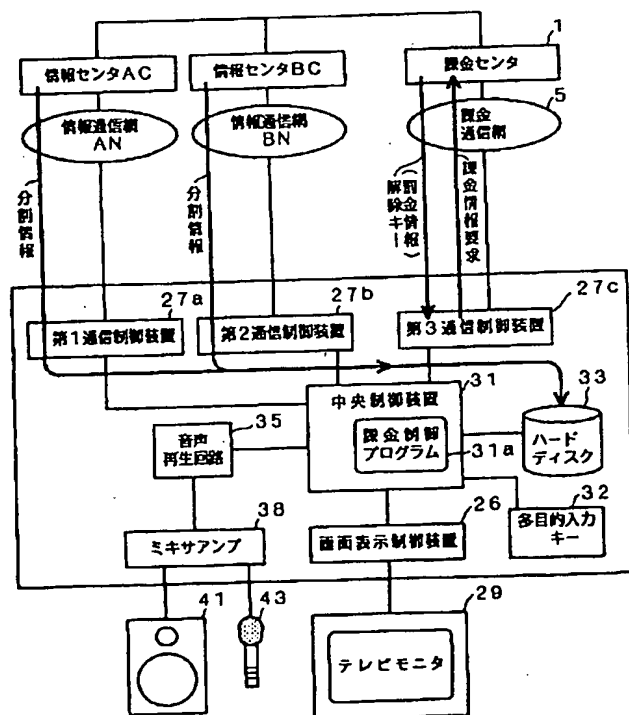 1
情報センタAC
情報センタBC
課金センタ
5
情報通信網
AN
情報通信網
BN
課金
通信網
分割情報
分割情報
(課金情報)
解除キー
課金情報要求
27a
27b
27c
第1通信制御装置
第2通信制御装置
第3通信制御装置
31
33
中央制御装置
35
課金制御
プログラム
31a
ハード
ディスク
音声
再生回路
32
38
26
多目的入力
キー
ミキサアンプ
画面表示制御装置
41
43
29
テレビモニタ